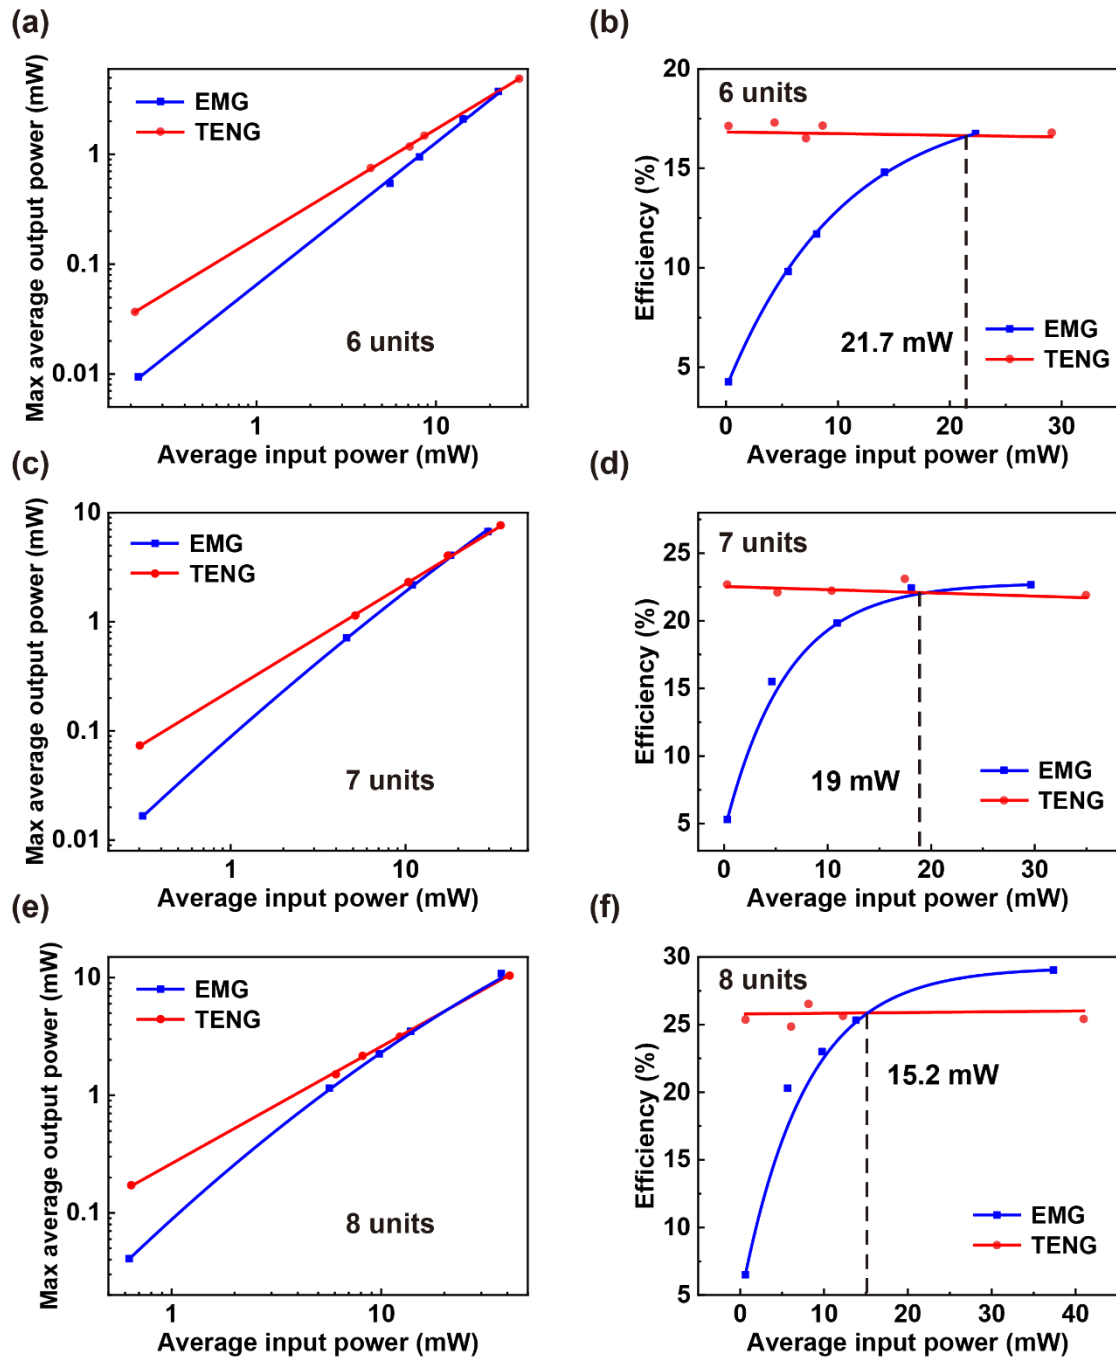 (a)
Max average output power (mW)
1
0.1
0.01
EMG
TENG
6 units
1
10
Average input power (mW)
(b)
Efficiency (%)
20
15
10
5
6 units
21.7 mW
EMG
TENG
0
10
20
30
Average input power (mW)
(c)
Max average output power (mW)
10
1
0.1
0.01
EMG
TENG
7 units
1
10
Average input power (mW)
(d)
Efficiency (%)
25
20
15
10
5
7 units
19 mW
EMG
TENG
0
10
20
30
Average input power (mW)
(e)
Max average output power (mW)
10
1
0.1
EMG
TENG
8 units
1
10
Average input power (mW)
(f)
Efficiency (%)
30
25
20
15
10
5
8 units
15.2 mW
EMG
TENG
0
10
20
30
40
Average input power (mW)